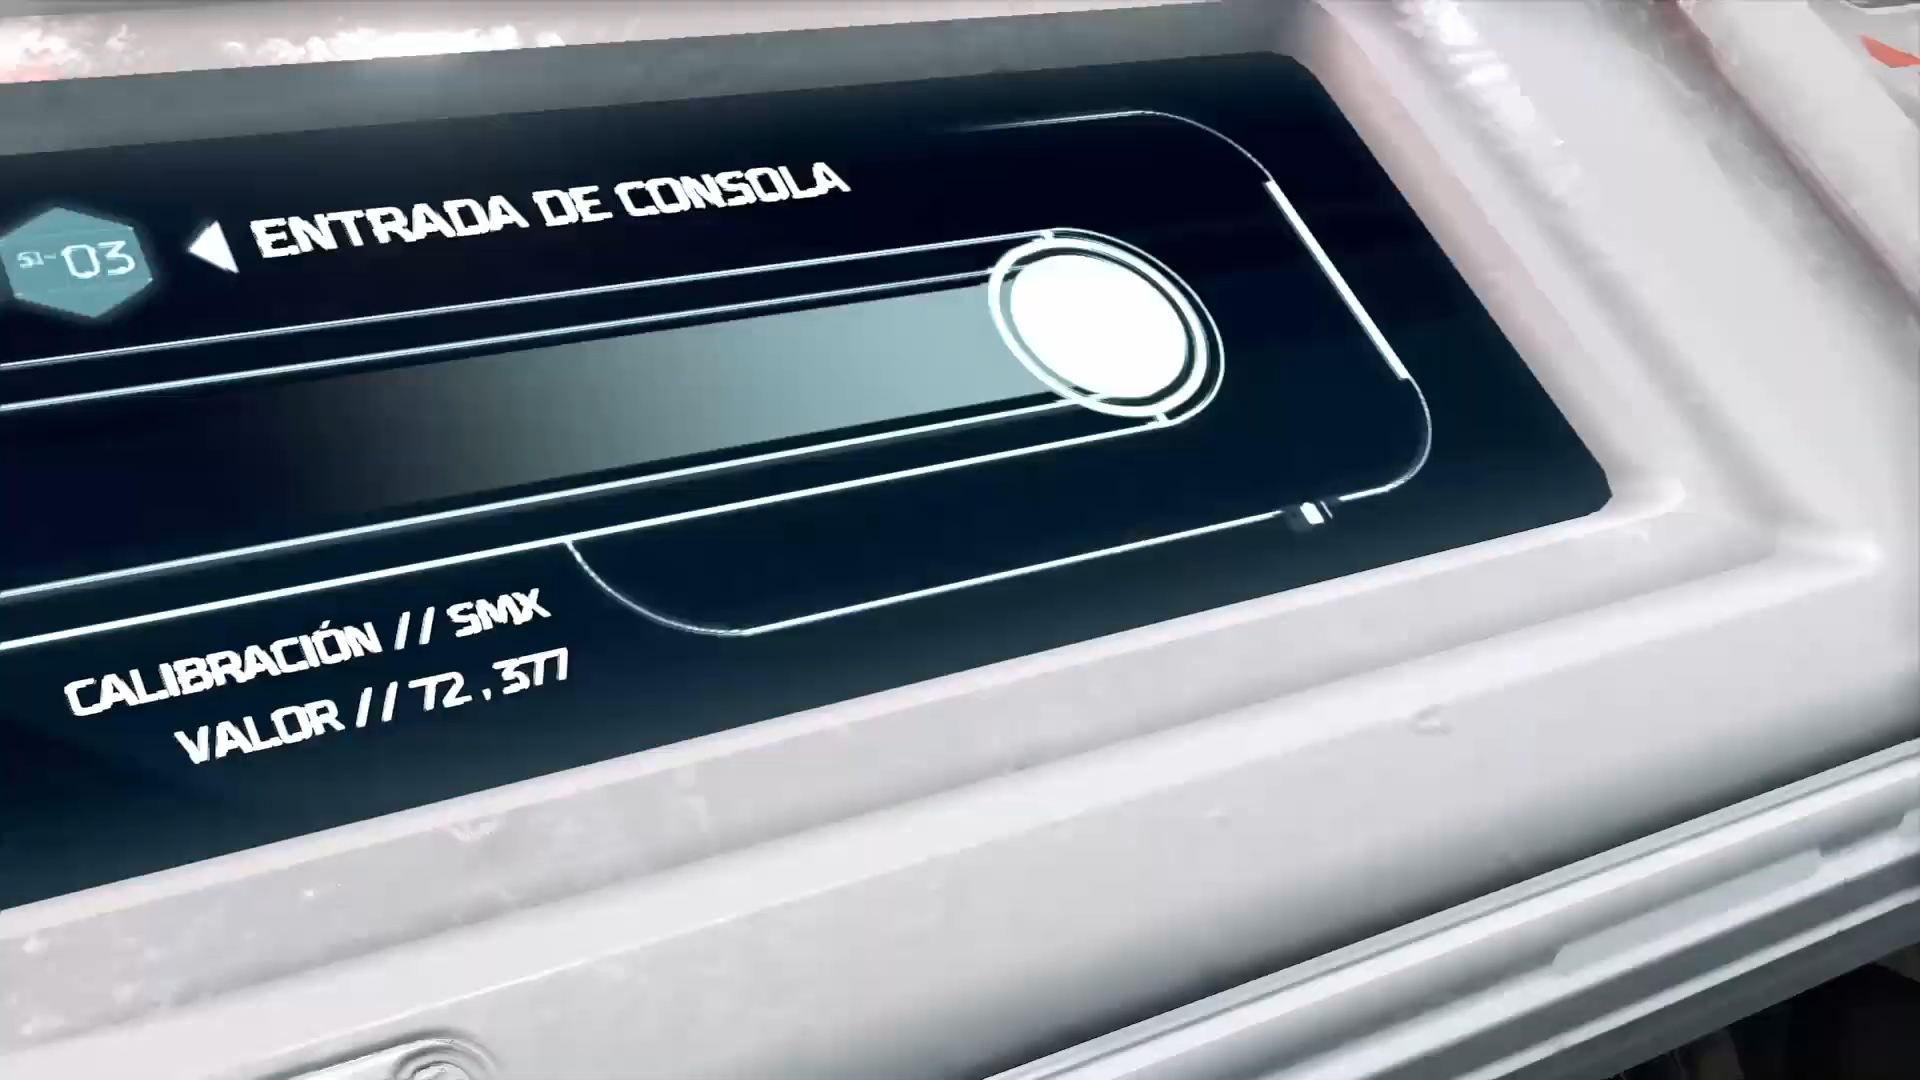 S1-03
ENTRADA DE CONSOLA
CALIBRACIÓN // SMX
VALOR // 72.377